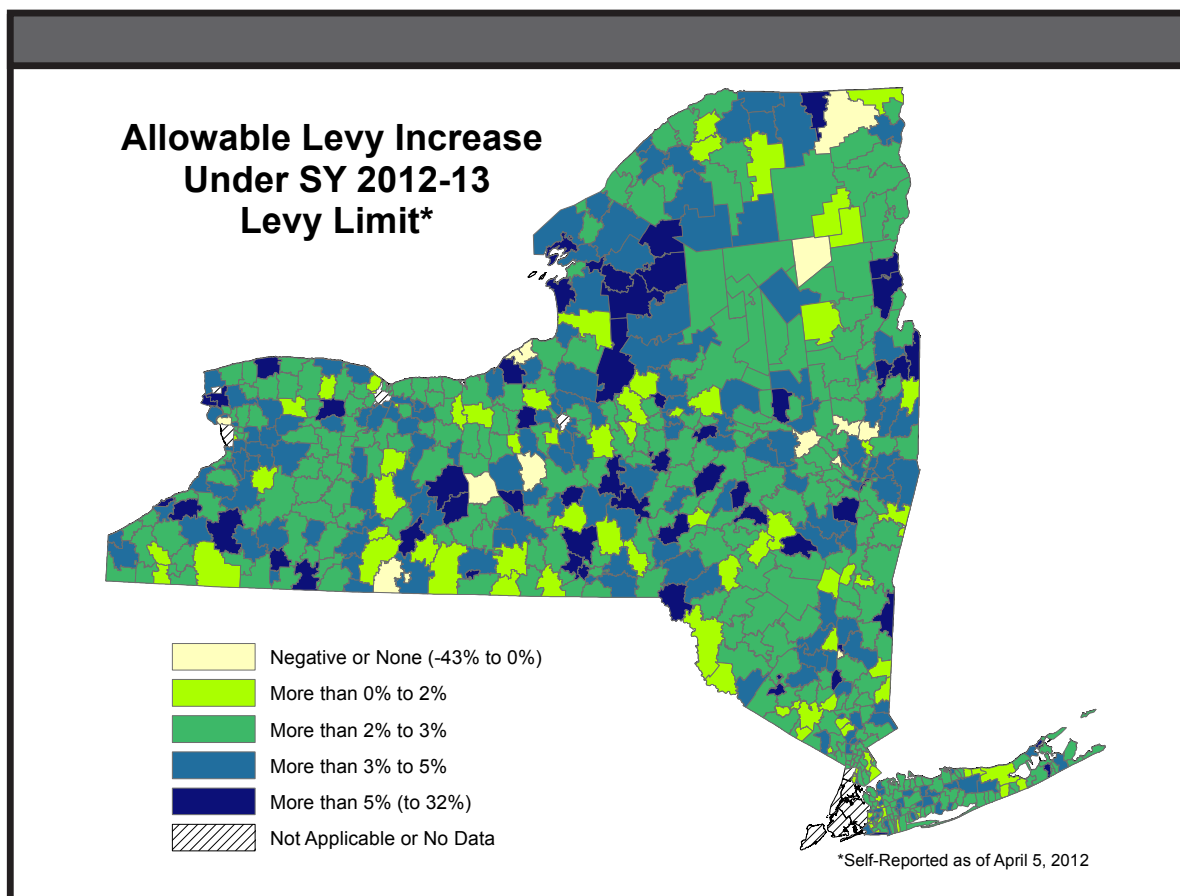 Allowable Levy Increase
Under SY 2012-13
Levy Limit*
Negative or None (-43% to 0%)
More than 0% to 2%
More than 2% to 3%
More than 3% to 5%
More than 5% (to 32%)
Not Applicable or No Data
*Self-Reported as of April 5, 2012